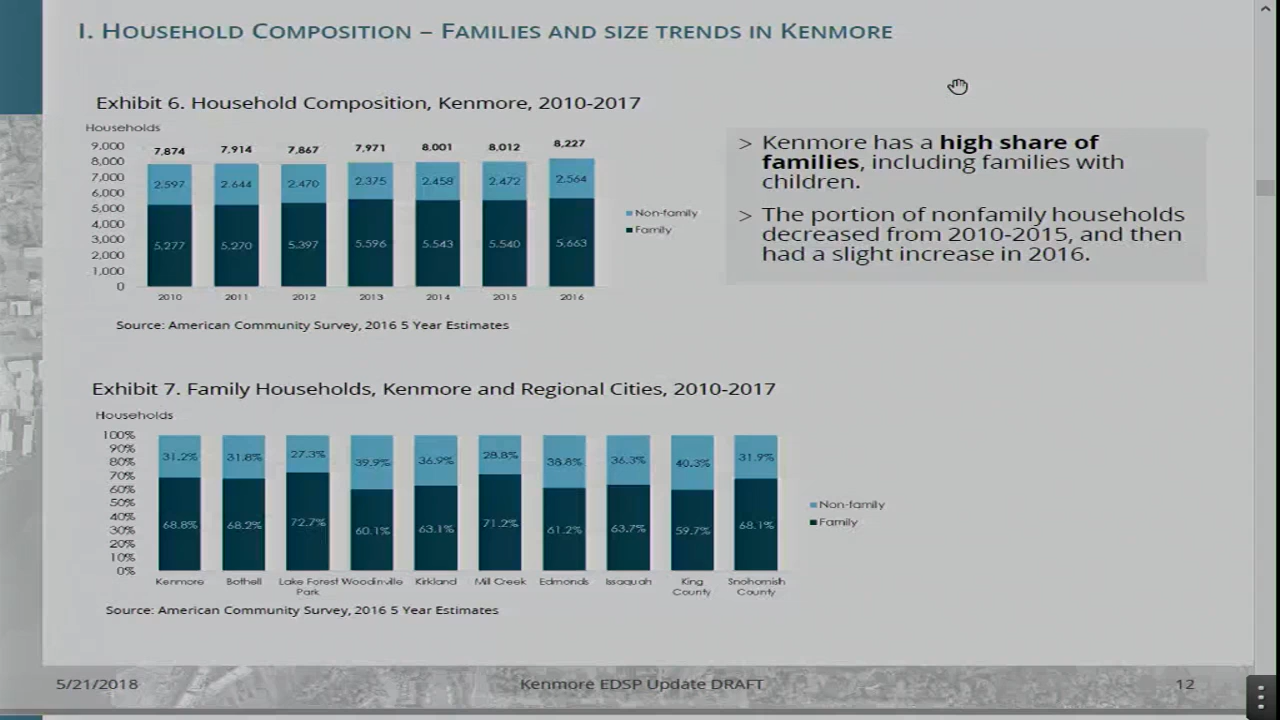 I. HOUSEHOLD COMPOSITION – FAMILIES AND SIZE TRENDS IN KENMORE
Exhibit 6. Household Composition, Kenmore, 2010-2017
Households
9,000
8,000
7,000
6,000
5,000
4,000
3,000
2,000
1,000
0
7,874 7,914 7,867 7,971 8,001 8,012 8,227
2,597 2,644 2,470 2,375 2,458 2,472 2,564
5,277 5,270 5,397 5,596 5,543 5,540 5,663
2010 2011 2012 2013 2014 2015 2016
Non-family
Family
Source: American Community Survey, 2016 5 Year Estimates
> Kenmore has a high share of
families, including families with
children.
> The portion of nonfamily households
decreased from 2010-2015, and then
had a slight increase in 2016.
Exhibit 7. Family Households, Kenmore and Regional Cities, 2010-2017
Households
100%
90%
80%
70%
60%
50%
40%
30%
20%
10%
0%
31.2% 31.8% 27.3% 39.9% 36.9% 28.8% 38.8% 36.3% 40.3% 31.9%
68.8% 68.2% 72.7% 60.1% 63.1% 71.2% 61.2% 63.7% 59.7% 68.1%
Kenmore Bothell Lake Forest Woodinville Kirkland Mill Creek Edmonds Issaquah King Snohomish
Park County County
Non-family
Family
Source: American Community Survey, 2016 5 Year Estimates
5/21/2018 Kenmore EDSP Update DRAFT 12